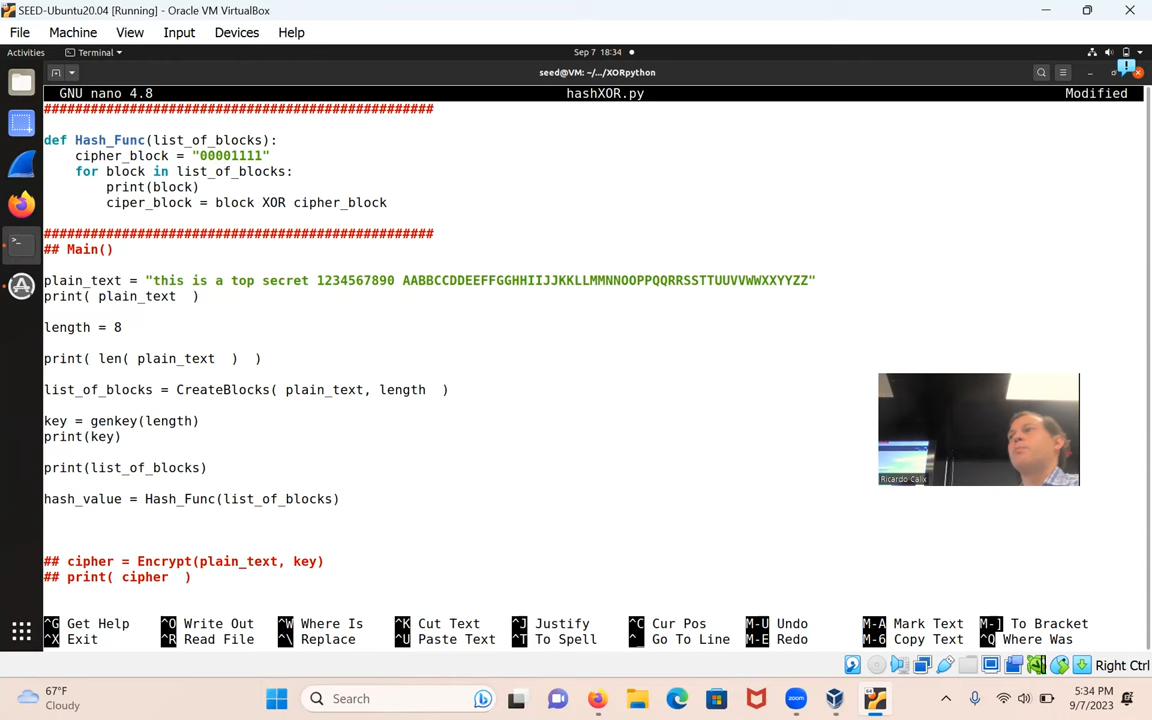 SEED-Ubuntu20.04 [Running] - Oracle VM VirtualBox
File Machine View Input Devices Help
Activities Terminal Sep 7 18:34
seed@VM: ~/.../XORpython
GNU nano 4.8 hashXOR.py Modified
##################################################
def Hash_Func(list_of_blocks):
    cipher_block = "00001111"
    for block in list_of_blocks:
        print(block)
        ciper_block = block XOR cipher_block
##################################################
## Main()
plain_text = "this is a top secret 1234567890 AABBCCDDEEFFGGHHIIJJKKLLMMNNOOPPQQRRSSTTUUVVWWXXYYZZ"
print( plain_text  )
length = 8
print( len( plain_text  )  )
list_of_blocks = CreateBlocks( plain_text, length  )
key = genkey(length)
print(key)
print(list_of_blocks)
hash_value = Hash_Func(list_of_blocks)
## cipher = Encrypt(plain_text, key)
## print( cipher  )
Ricardo Calix
^G Get Help ^O Write Out ^W Where Is ^K Cut Text ^J Justify ^C Cur Pos M-U Undo M-A Mark Text M-] To Bracket
^X Exit ^R Read File ^\ Replace ^U Paste Text ^T To Spell ^_ Go To Line M-E Redo M-6 Copy Text ^Q Where Was
Right Ctrl
67°F
Cloudy
Search
5:34 PM
9/7/2023